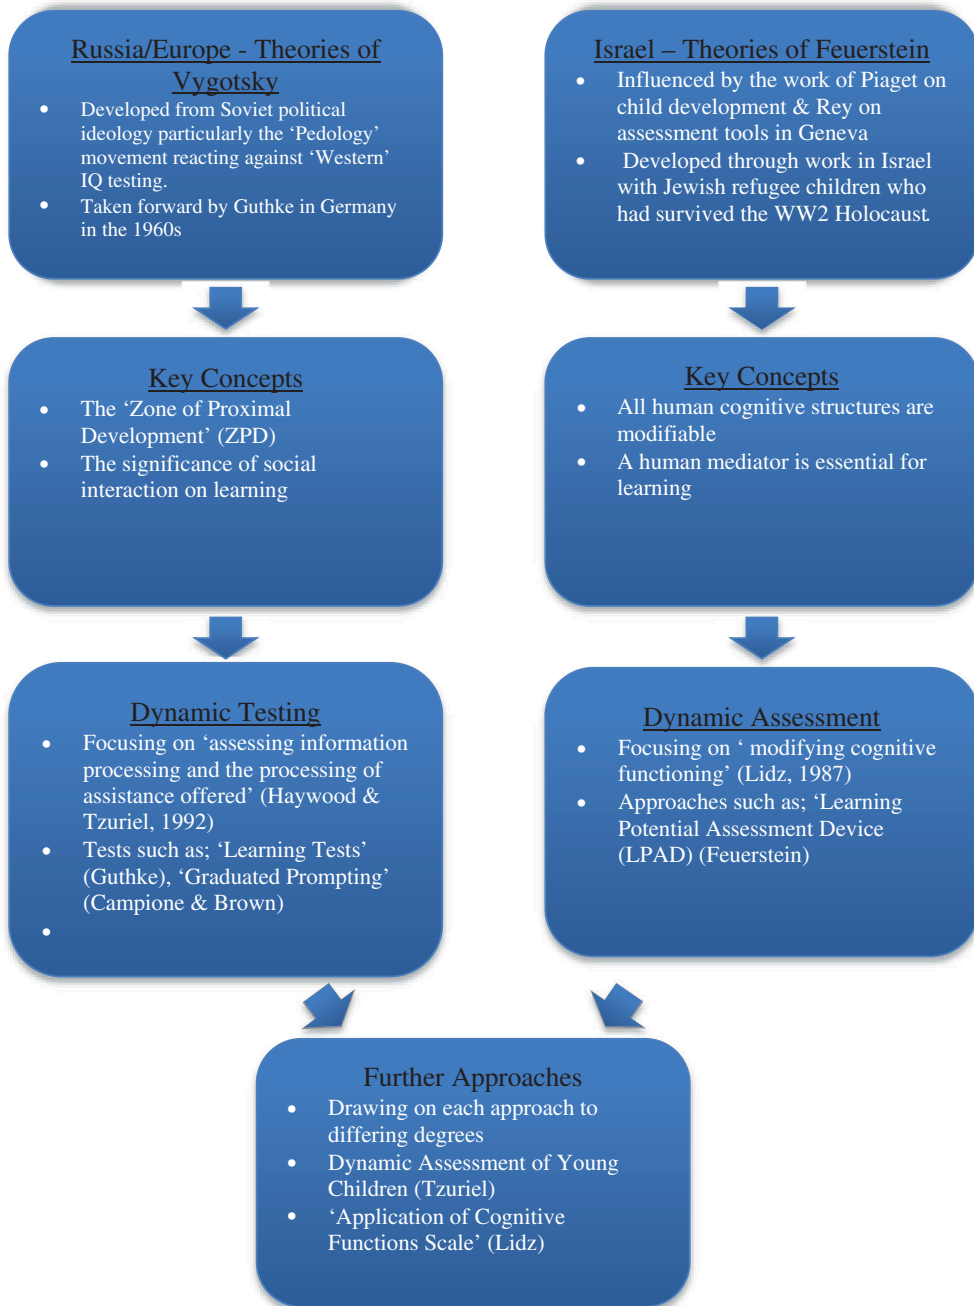 Russia/Europe - Theories of
Vygotsky
• Developed from Soviet political
ideology particularly the ‘Pedology’
movement reacting against ‘Western’
IQ testing.
• Taken forward by Guthke in Germany
in the 1960s
Israel – Theories of Feuerstein
• Influenced by the work of Piaget on
child development & Rey on
assessment tools in Geneva
• Developed through work in Israel
with Jewish refugee children who
had survived the WW2 Holocaust.
Key Concepts
• The ‘Zone of Proximal
Development’ (ZPD)
• The significance of social
interaction on learning
Key Concepts
• All human cognitive structures are
modifiable
• A human mediator is essential for
learning
Dynamic Testing
• Focusing on ‘assessing information
processing and the processing of
assistance offered’ (Haywood &
Tzuriel, 1992)
• Tests such as; ‘Learning Tests’
(Guthke), ‘Graduated Prompting’
(Campione & Brown)
•
Dynamic Assessment
• Focusing on ‘ modifying cognitive
functioning’ (Lidz, 1987)
• Approaches such as; ‘Learning
Potential Assessment Device
(LPAD) (Feuerstein)
Further Approaches
• Drawing on each approach to
differing degrees
• Dynamic Assessment of Young
Children (Tzuriel)
• ‘Application of Cognitive
Functions Scale’ (Lidz)